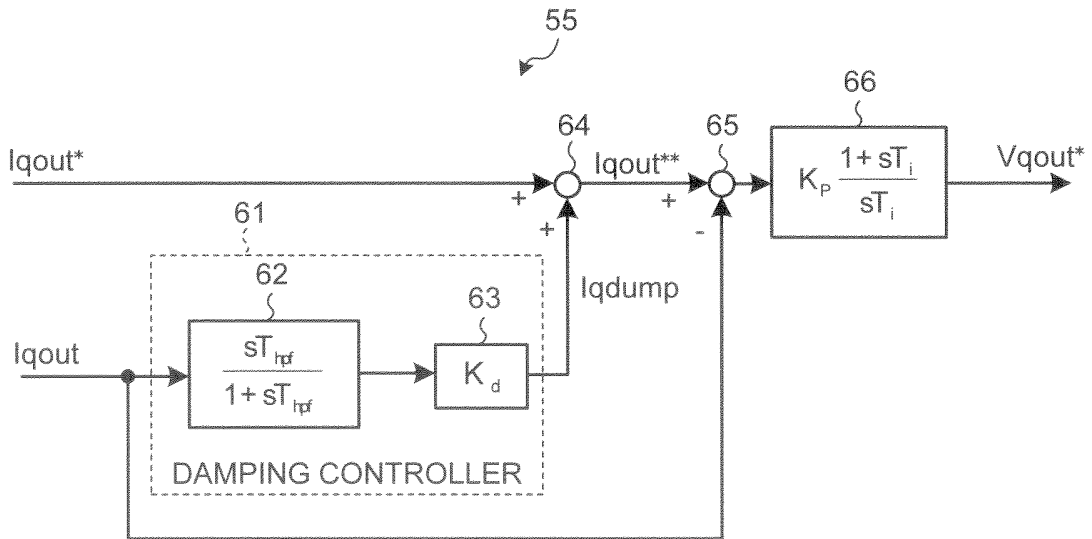 55
64
65
66
Iqout*
+
Iqout**
+
K_P (1 + sT_i)/(sT_i)
Vqout*
+
-
61
62
63
Iqdump
Iqout
sT_hpf/(1 + sT_hpf)
K_d
DAMPING CONTROLLER